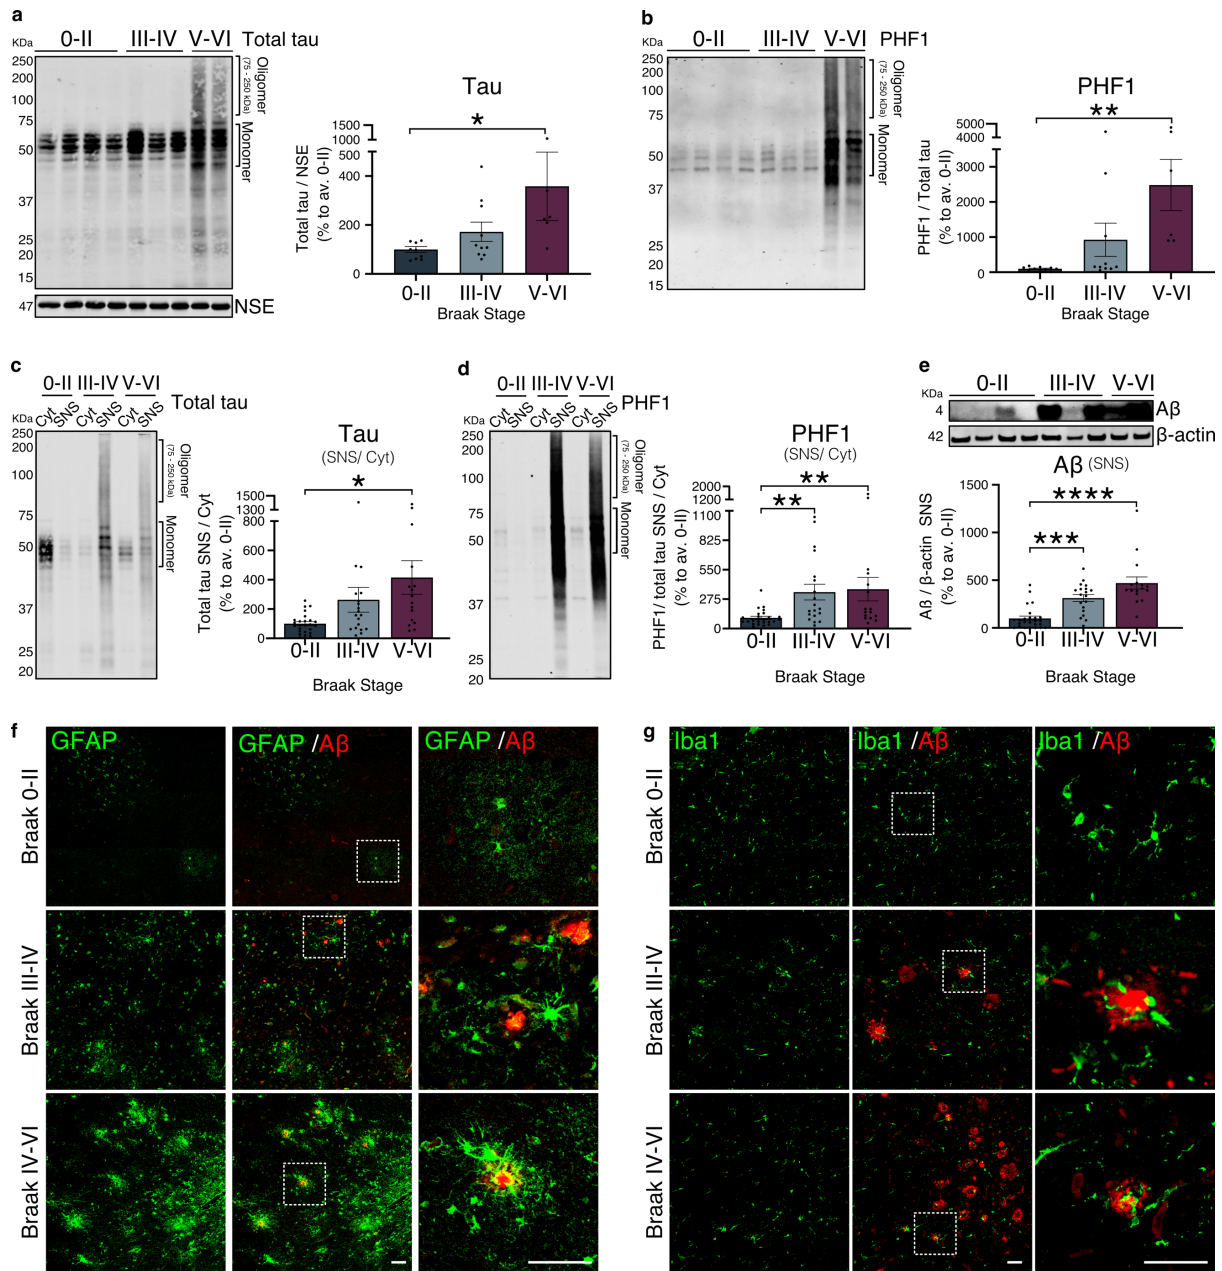 a
KDa
0-II
III-IV
V-VI
Total tau
250
200
150
100
75
50
37
25
20
15
47
NSE
Oligomer
(75 - 250 kDa)
Monomer
Tau
*
Total tau / NSE
(% to av. 0-II)
1500
1000
500
400
200
0
0-II
III-IV
V-VI
Braak Stage
b
KDa
0-II
III-IV
V-VI
PHF1
250
200
100
75
50
37
25
20
15
Oligomer
(75 - 250 kDa)
Monomer
PHF1
**
PHF1 / Total tau
(% to av. 0-II)
5000
4000
3000
2000
1000
0
0-II
III-IV
V-VI
Braak Stage
c
0-II
III-IV
V-VI
Cyt
SNS
Cyt
SNS
Cyt
SNS
Total tau
KDa
250
200
100
75
50
37
25
20
Oligomer
(75 - 250 kDa)
Monomer
Tau
(SNS/ Cyt)
*
Total tau SNS / Cyt
(% to av. 0-II)
1500
1300
800
600
400
200
0
0-II
III-IV
V-VI
Braak Stage
d
0-II
III-IV
V-VI
Cyt
SNS
Cyt
SNS
Cyt
SNS
PHF1
KDa
250
200
100
75
50
37
25
20
Oligomer
(75 - 250 kDa)
Monomer
PHF1
(SNS/ Cyt)
**
**
PHF1/ total tau SNS / Cyt
(% to av. 0-II)
2000
1200
1100
825
550
275
0
0-II
III-IV
V-VI
Braak Stage
e
0-II
III-IV
V-VI
KDa
4
Aβ
42
β-actin
Aβ (SNS)
****
***
Aβ / β-actin SNS
(% to av. 0-II)
1500
1000
500
0
0-II
III-IV
V-VI
Braak Stage
f
GFAP
GFAP /Aβ
GFAP /Aβ
Braak 0-II
Braak III-IV
Braak IV-VI
g
Iba1
Iba1 /Aβ
Iba1 /Aβ
Braak 0-II
Braak III-IV
Braak IV-VI